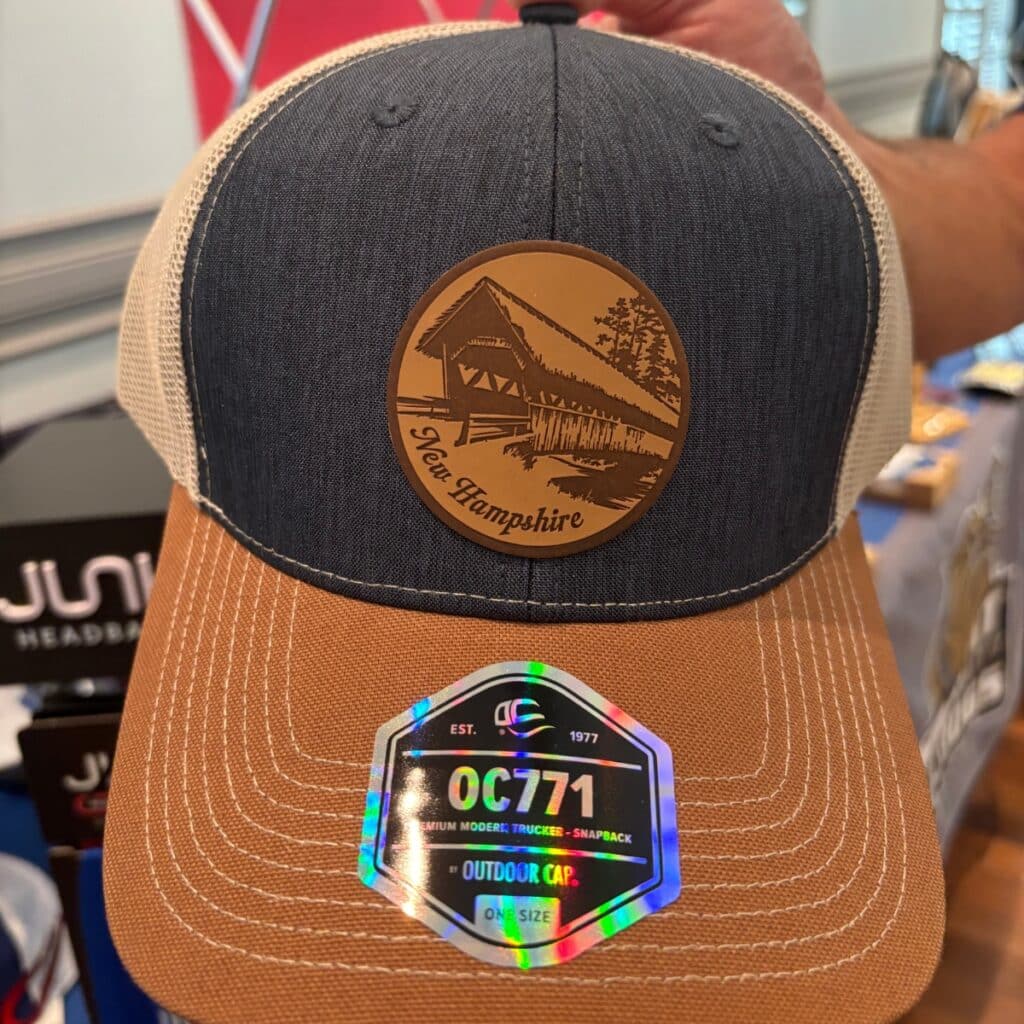 New Hampshire
EST.
1977
OC771
MODERN TRUCKER - SNAPBACK
BY OUTDOOR CAP®
ONE SIZE
HEADBA